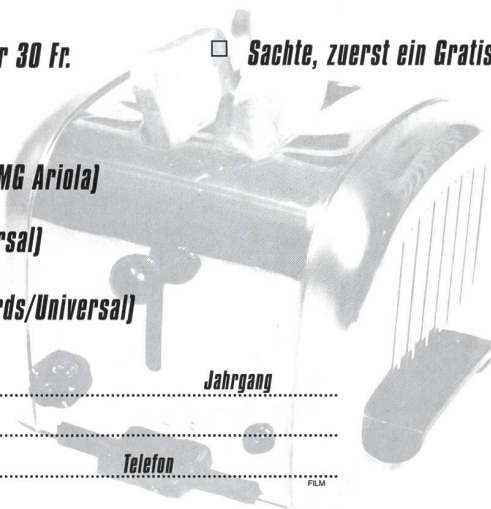 r 30 Fr.
Sachte, zuerst ein Gratis
MG Ariola)
rsal)
rds/Universal)
Jahrgang
Telefon
FILM